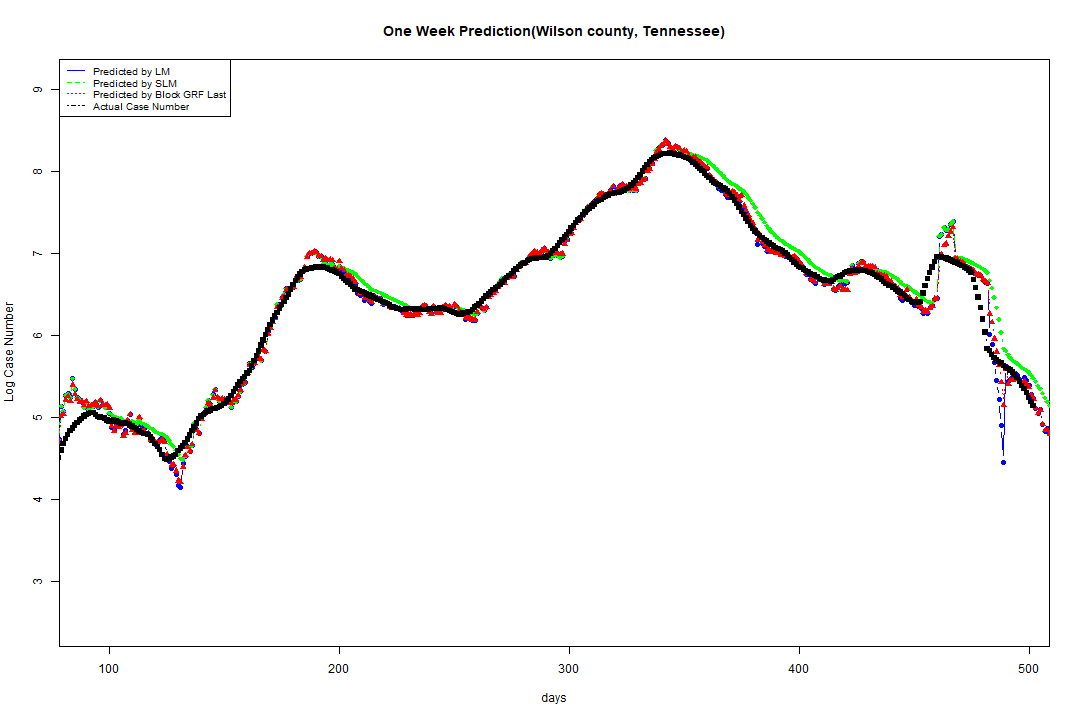 One Week Prediction(Wilson county, Tennessee)
Predicted by LM
Predicted by SLM
Predicted by Block GRF Last
Actual Case Number
9
8
7
6
5
4
3
Log Case Number
100 200 300 400 500
days